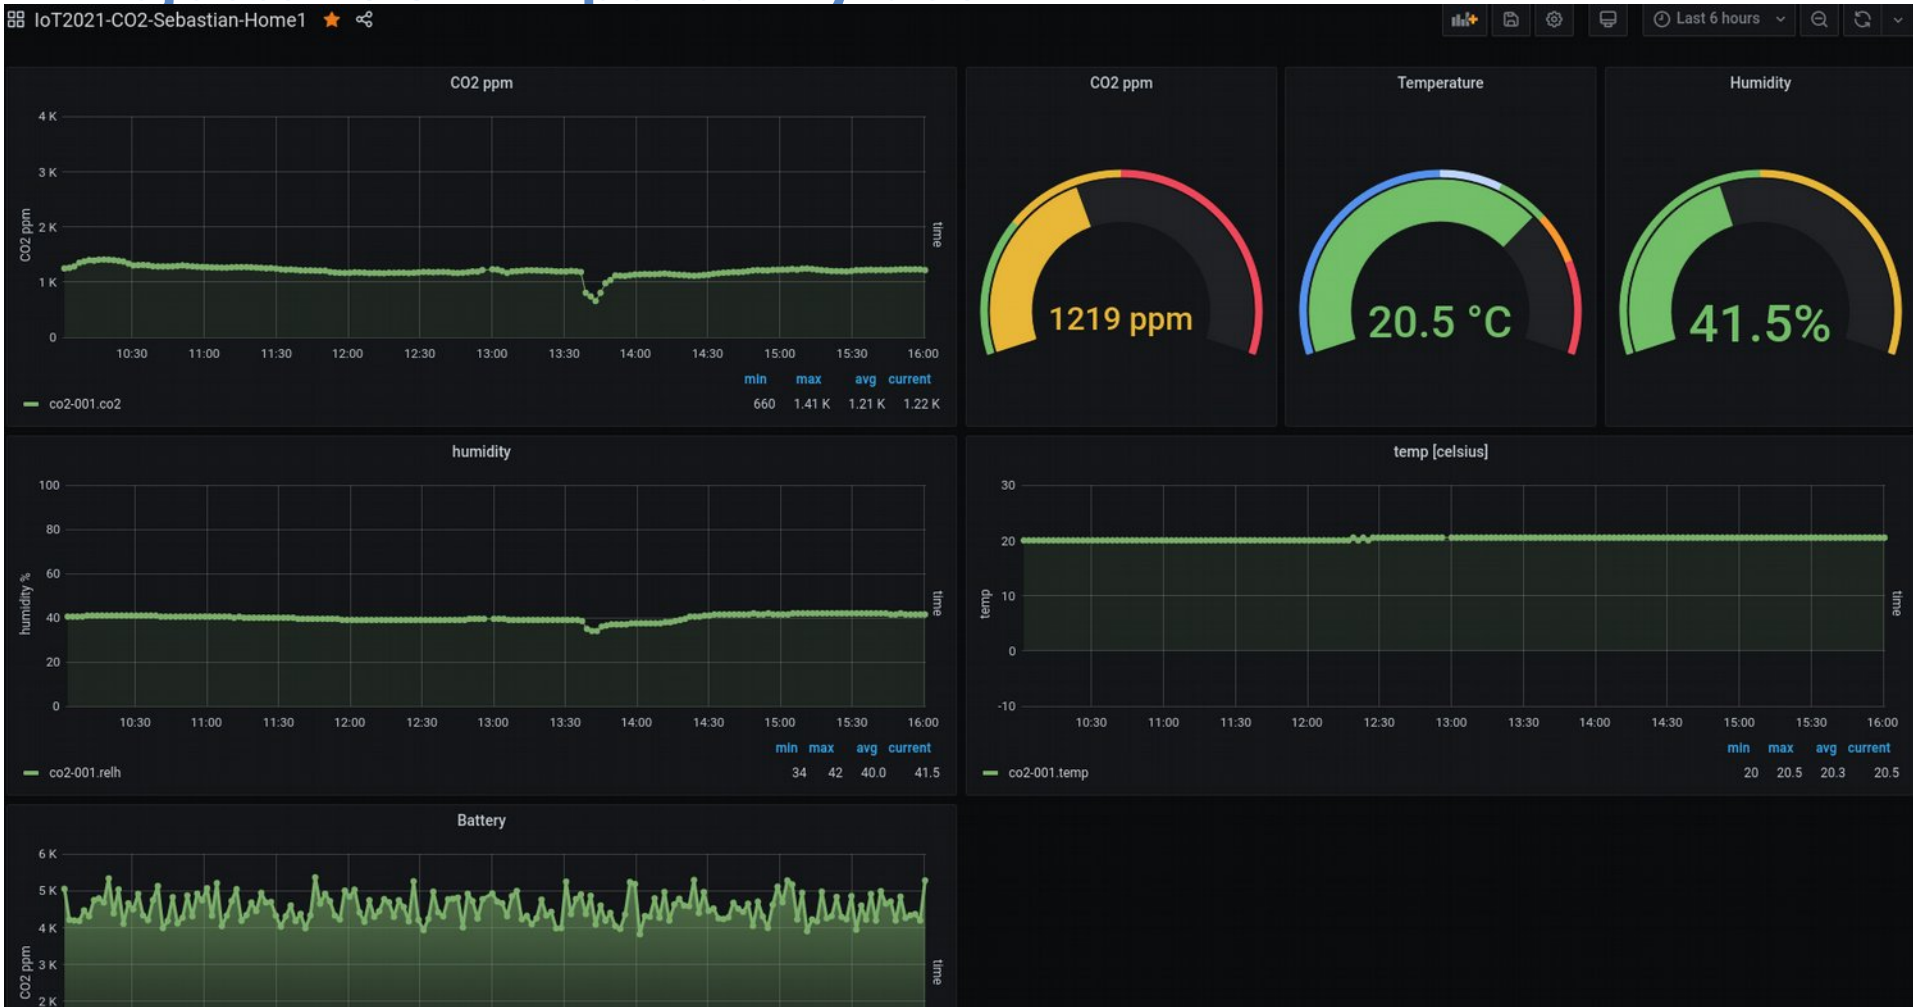 IoT2021-CO2-Sebastian-Home1
Last 6 hours
CO2 ppm
4 K
3 K
2 K
1 K
0
CO2 ppm
time
10:30 11:00 11:30 12:00 12:30 13:00 13:30 14:00 14:30 15:00 15:30 16:00
min max avg current
co2-001.co2 660 1.41 K 1.21 K 1.22 K
CO2 ppm
1219 ppm
Temperature
20.5 °C
Humidity
41.5%
humidity
100
80
60
40
20
0
humidity %
time
10:30 11:00 11:30 12:00 12:30 13:00 13:30 14:00 14:30 15:00 15:30 16:00
min max avg current
co2-001.relh 34 42 40.0 41.5
temp [celsius]
30
20
10
0
-10
temp
time
10:30 11:00 11:30 12:00 12:30 13:00 13:30 14:00 14:30 15:00 15:30 16:00
min max avg current
co2-001.temp 20 20.5 20.3 20.5
Battery
6 K
5 K
4 K
3 K
2 K
CO2 ppm
time